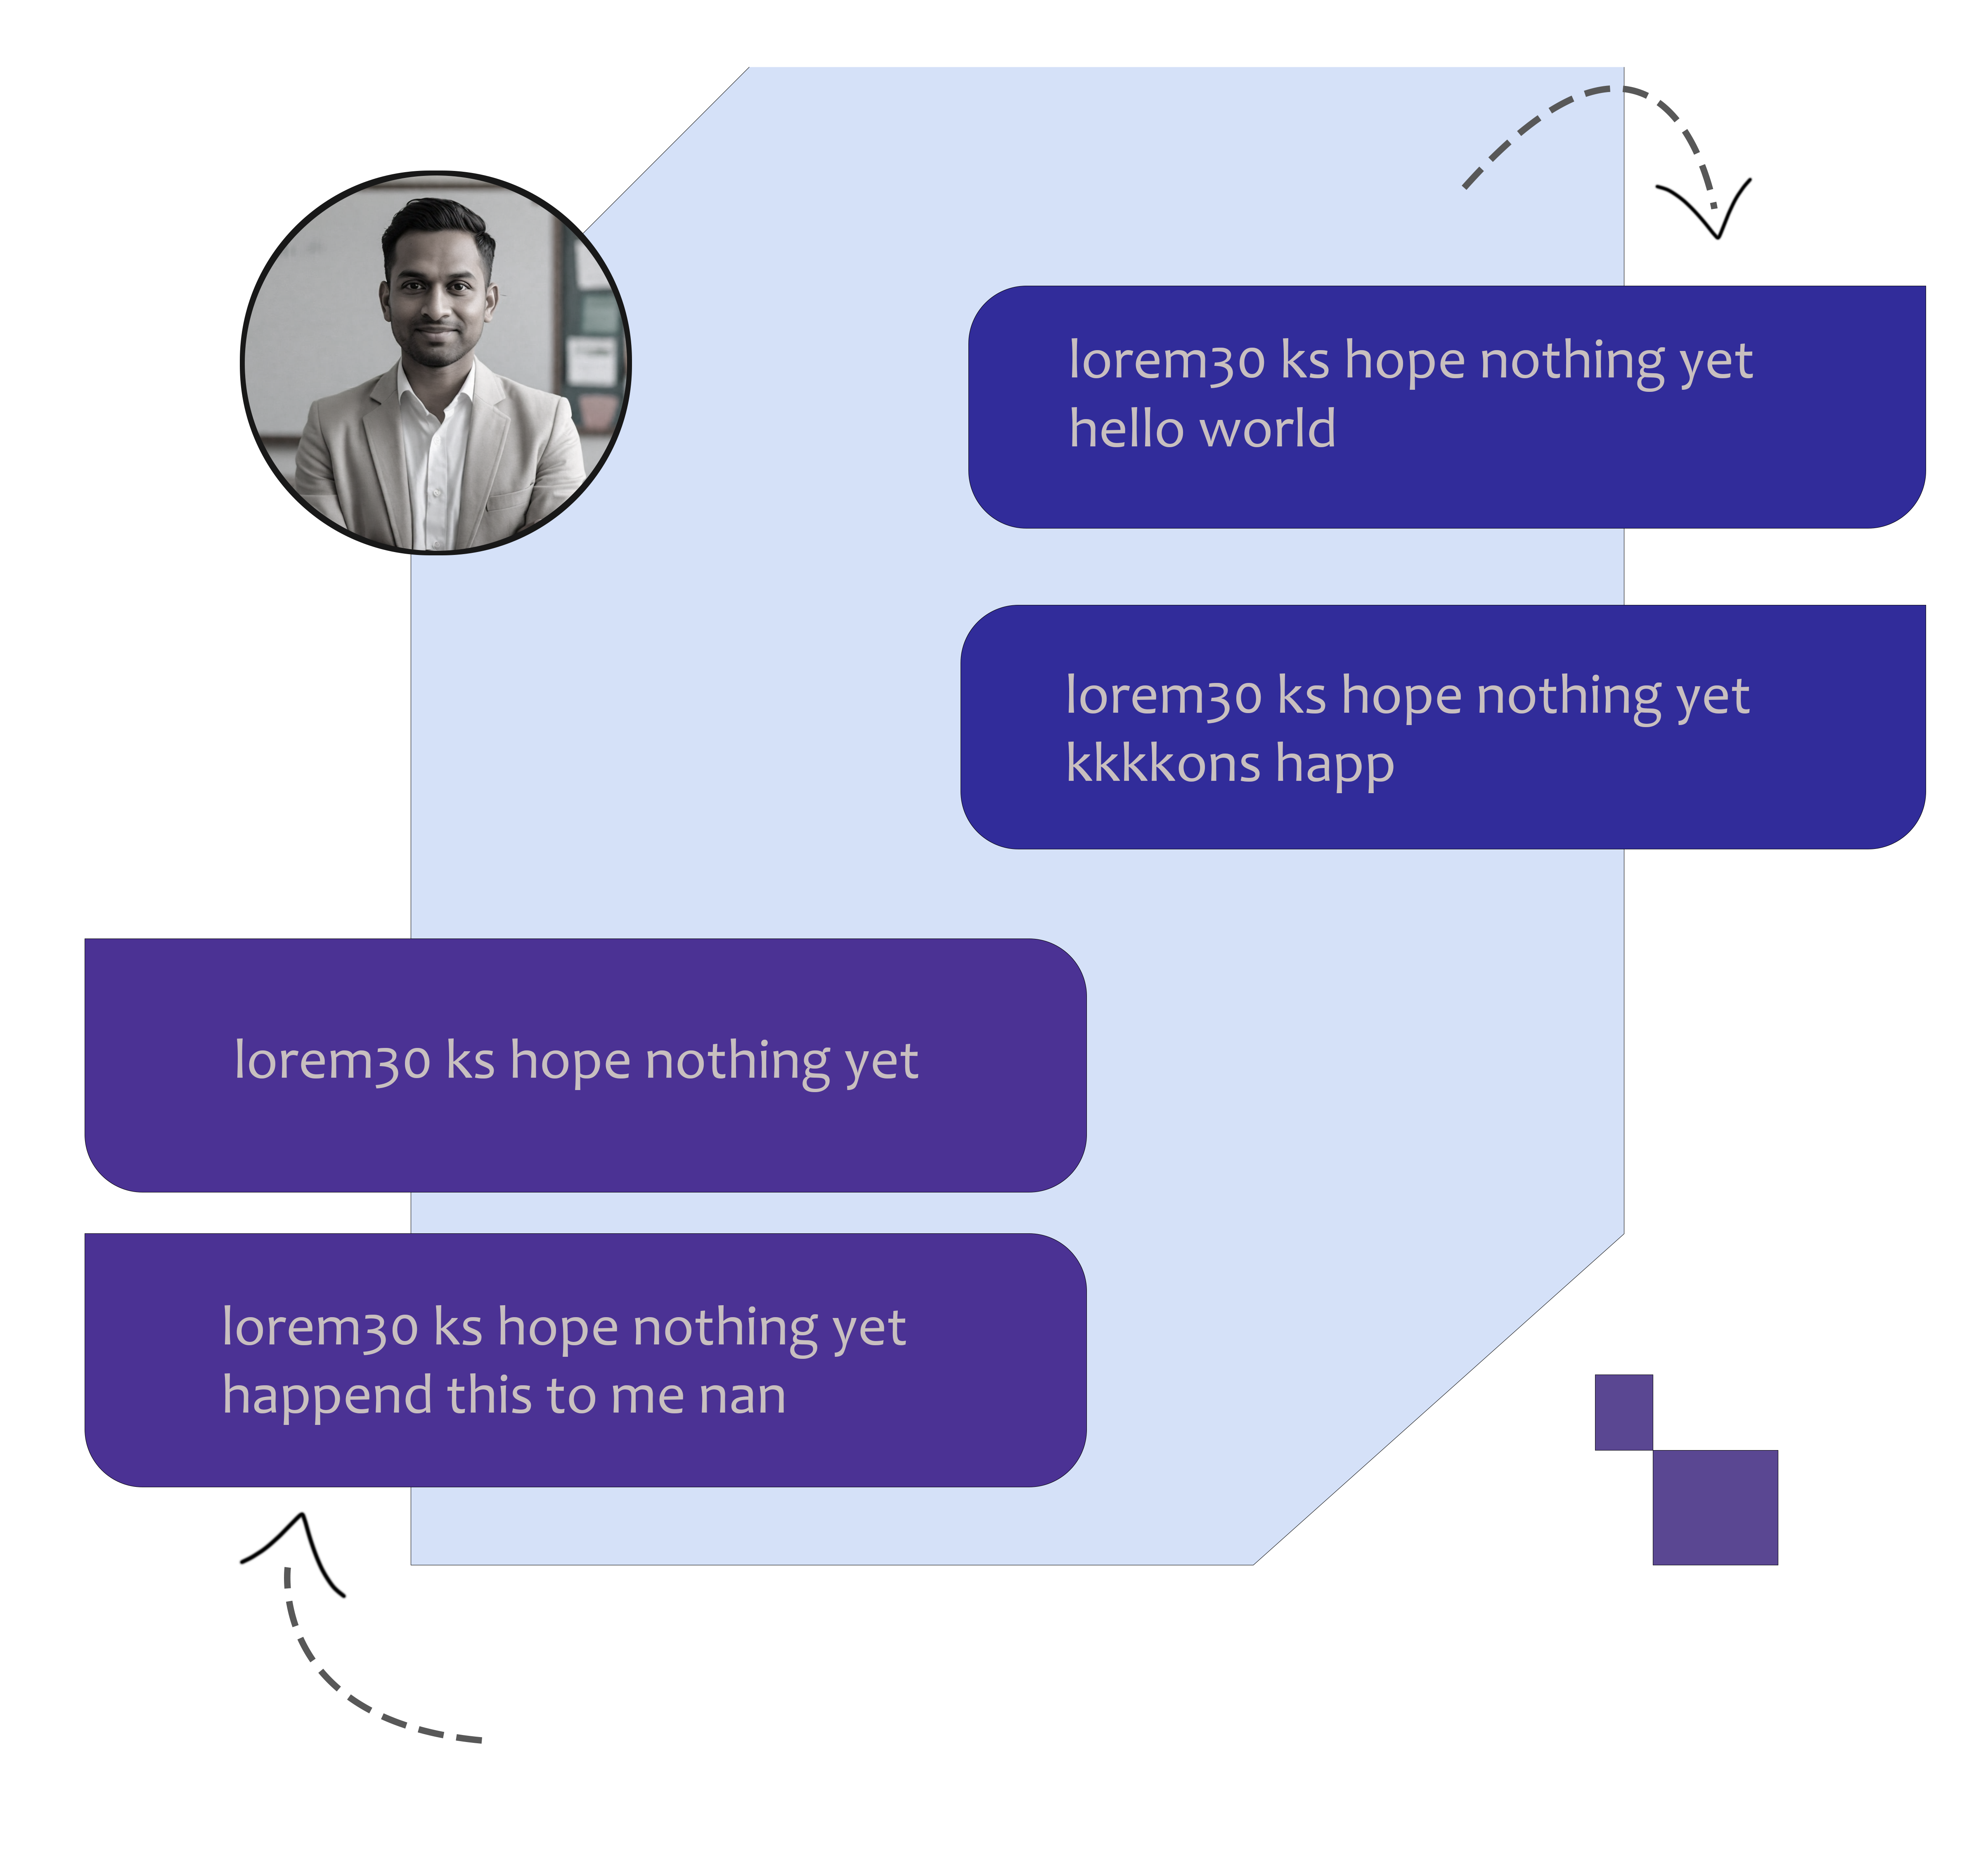 lorem30 ks hope nothing yet
hello world
lorem30 ks hope nothing yet
kkkkons happ
lorem30 ks hope nothing yet
lorem30 ks hope nothing yet
happend this to me nan